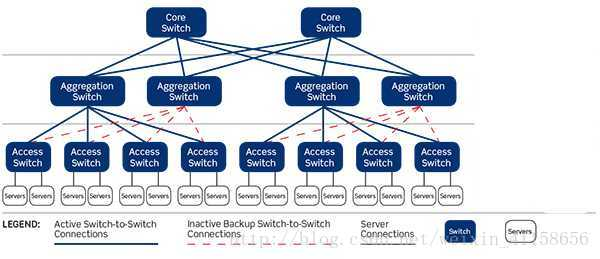 Core
Switch
Core
Switch
Aggregation
Switch
Aggregation
Switch
Aggregation
Switch
Aggregation
Switch
Access
Switch
Access
Switch
Access
Switch
Access
Switch
Access
Switch
Access
Switch
Access
Switch
Access
Switch
Servers Servers Servers Servers Servers Servers Servers Servers Servers Servers Servers Servers Servers Servers Servers Servers
LEGEND:
Active Switch-to-Switch
Connections
Inactive Backup Switch-to-Switch
Connections
Server
Connections
Switch
Servers